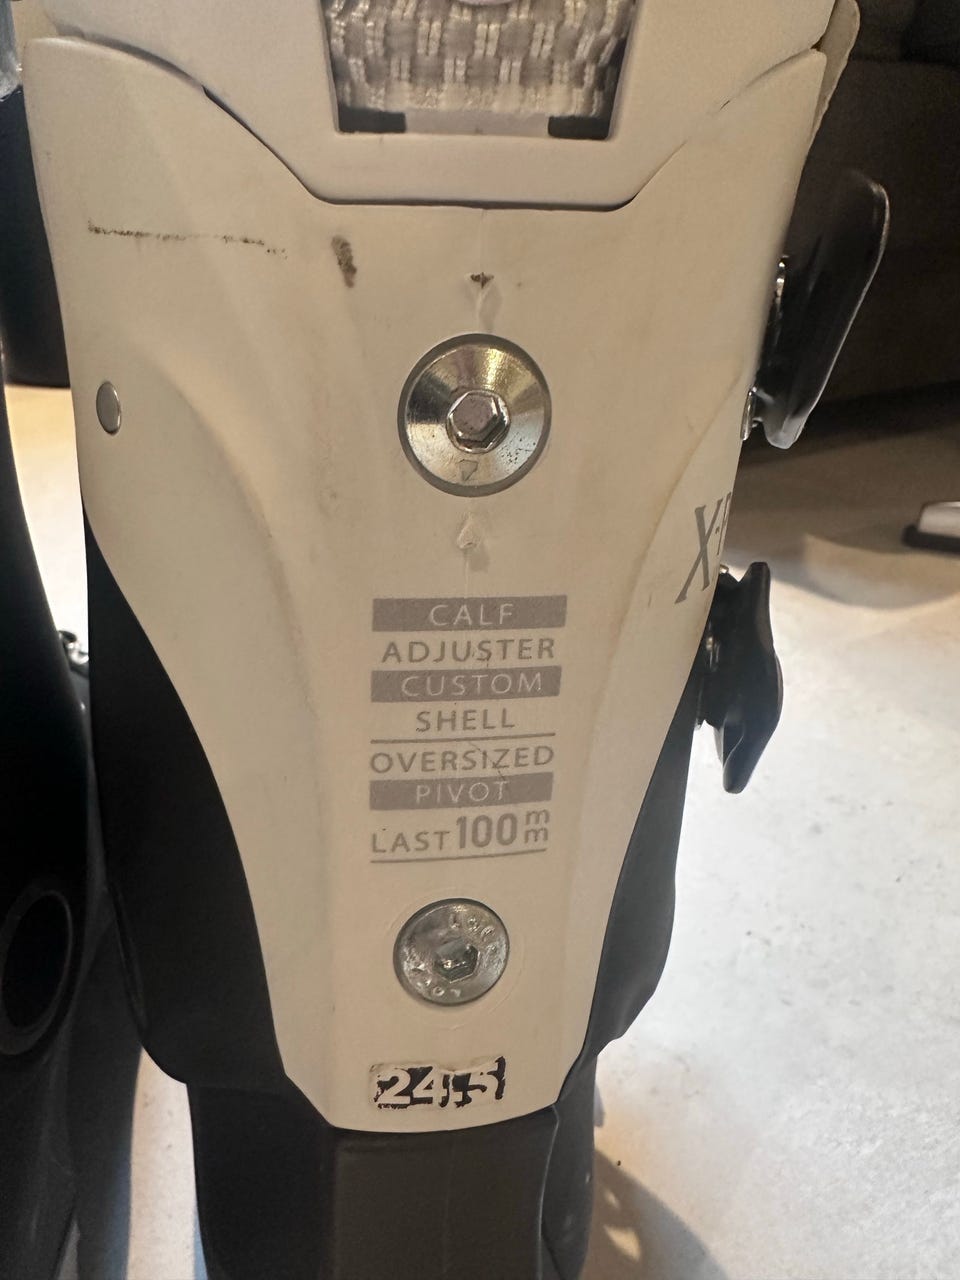 CALF
ADJUSTER
CUSTOM
SHELL
OVERSIZED
PIVOT
LAST 100mm
24.5